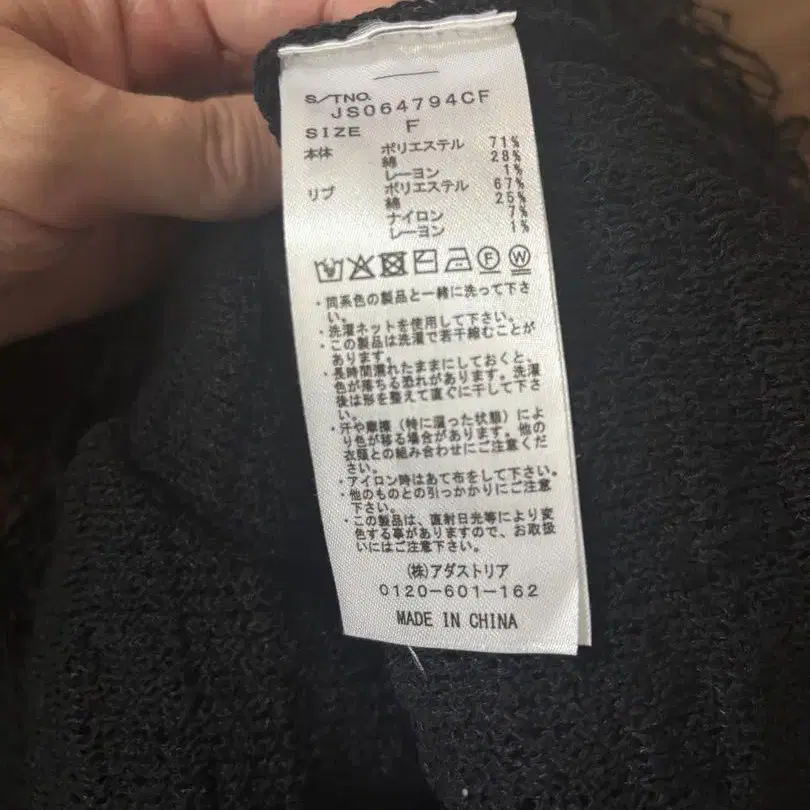 S/TNO.
JS064794CF
SIZE F
本体 ポリエステル 71%
綿 28%
レーヨン 1%
リブ ポリエステル 67%
綿 25%
ナイロン 7%
レーヨン 1%
F W
・同系色の製品と一緒に洗って下さ
い。
・洗濯ネットを使用して下さい。
・この製品は洗濯で若干縮むことが
あります。
・長時間濡れたままにしておくと、
色が落ちる恐れがあります。洗濯
後は形を整えて直ぐに干して下さ
い。
・汗や摩擦（特に湿った状態）によ
り色が移る場合があります。他の
衣類との組み合わせにご注意くだ
さい。
・アイロン時はあて布をして下さい。
・他のものとの引っかかりにご注意
下さい。
・この製品は、直射日光等により変
色する事がありますので、お取扱
いにはご注意下さい。
(株)アダストリア
0120-601-162
MADE IN CHINA